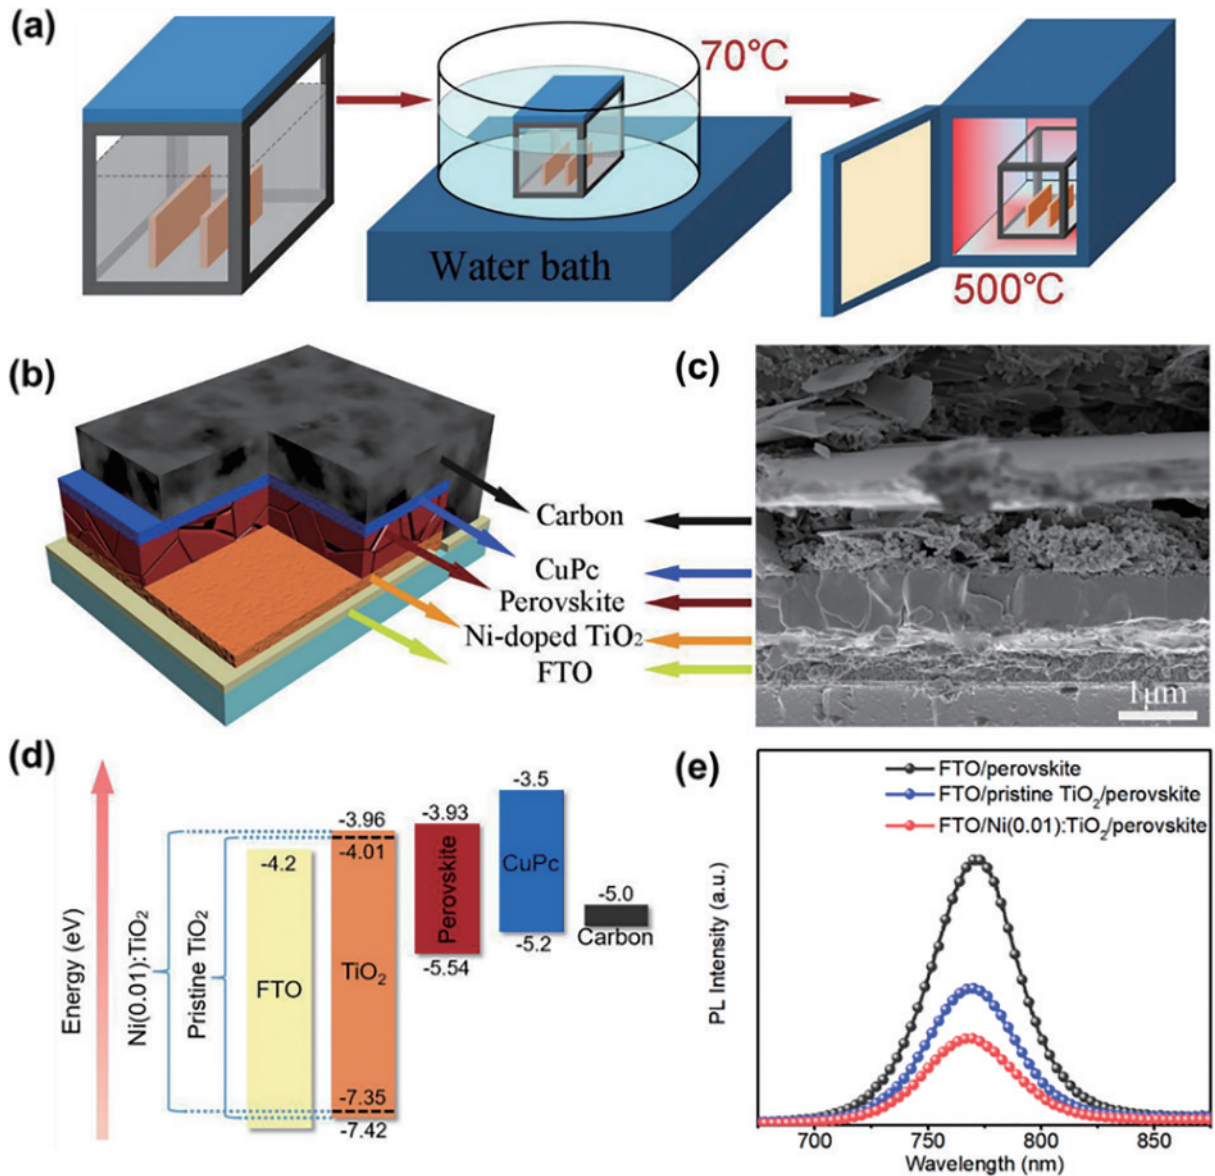 (a)
70℃
Water bath
500℃
(b)
(c)
Carbon
CuPc
Perovskite
Ni-doped TiO₂
FTO
1μm
(d)
Energy (eV)
Ni(0.01):TiO₂
Pristine TiO₂
-4.2
FTO
-3.96
-4.01
TiO₂
-7.35
-7.42
-3.93
Perovskite
-5.54
-3.5
CuPc
-5.2
-5.0
Carbon
(e)
FTO/perovskite
FTO/pristine TiO₂/perovskite
FTO/Ni(0.01):TiO₂/perovskite
PL Intensity (a.u.)
700 750 800 850
Wavelength (nm)